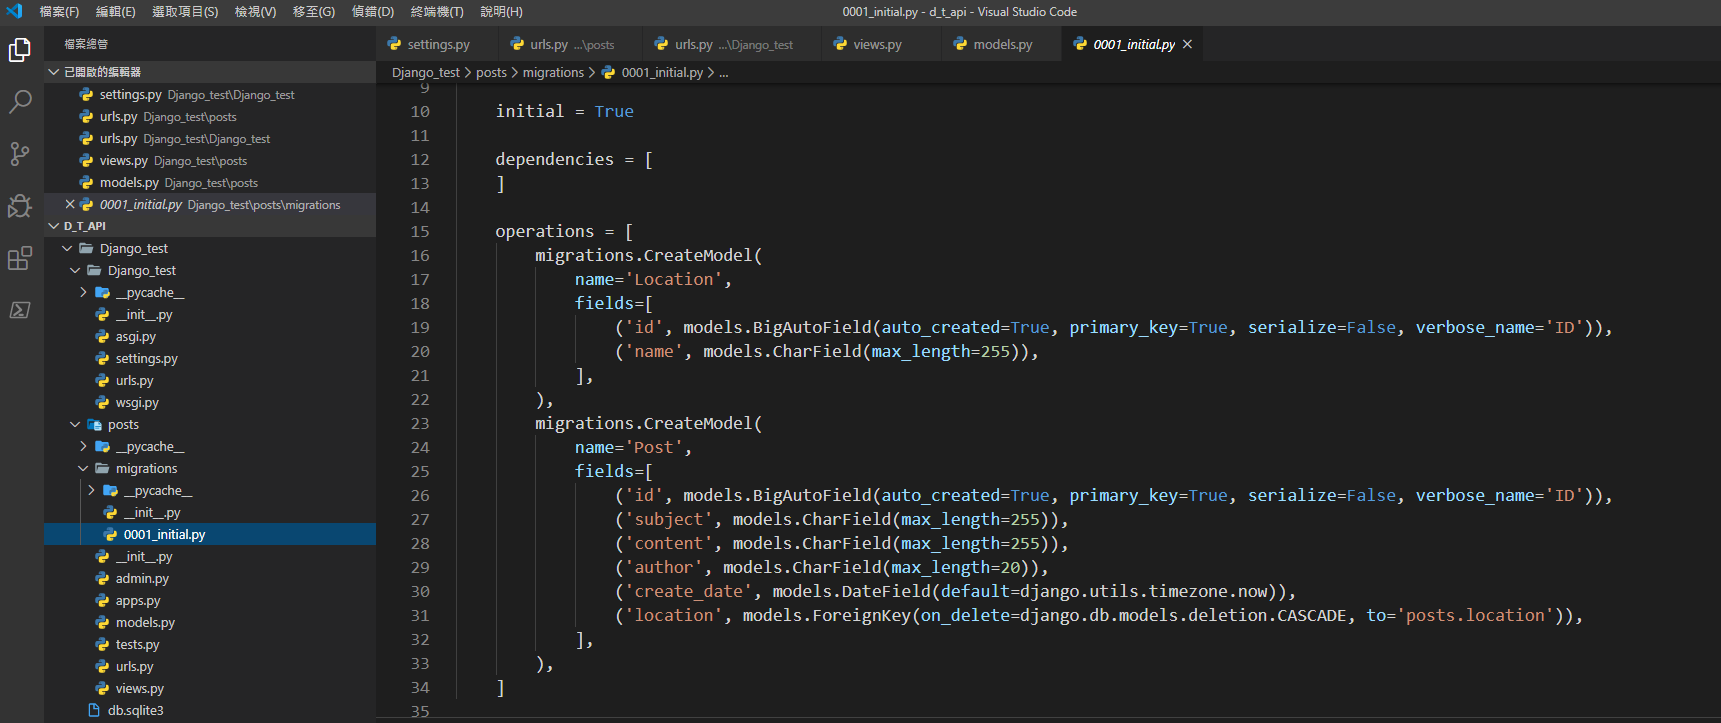 檔案(F) 編輯(E) 選取項目(S) 檢視(V) 移至(G) 偵錯(D) 終端機(T) 說明(H) 0001_initial.py - d_t_api - Visual Studio Code
檔案總管
已開啟的編輯器
settings.py Django_test\Django_test
urls.py Django_test\posts
urls.py Django_test\Django_test
views.py Django_test\posts
models.py Django_test\posts
0001_initial.py Django_test\posts\migrations
D_T_API
Django_test
Django_test
__pycache__
__init__.py
asgi.py
settings.py
urls.py
wsgi.py
posts
__pycache__
migrations
__pycache__
__init__.py
0001_initial.py
__init__.py
admin.py
apps.py
models.py
tests.py
urls.py
views.py
db.sqlite3
settings.py urls.py ...\posts urls.py ...\Django_test views.py models.py 0001_initial.py
Django_test > posts > migrations > 0001_initial.py > ...
9
10 initial = True
11
12 dependencies = [
13 ]
14
15 operations = [
16 migrations.CreateModel(
17 name='Location',
18 fields=[
19 ('id', models.BigAutoField(auto_created=True, primary_key=True, serialize=False, verbose_name='ID')),
20 ('name', models.CharField(max_length=255)),
21 ],
22 ),
23 migrations.CreateModel(
24 name='Post',
25 fields=[
26 ('id', models.BigAutoField(auto_created=True, primary_key=True, serialize=False, verbose_name='ID')),
27 ('subject', models.CharField(max_length=255)),
28 ('content', models.CharField(max_length=255)),
29 ('author', models.CharField(max_length=20)),
30 ('create_date', models.DateField(default=django.utils.timezone.now)),
31 ('location', models.ForeignKey(on_delete=django.db.models.deletion.CASCADE, to='posts.location')),
32 ],
33 ),
34 ]
35